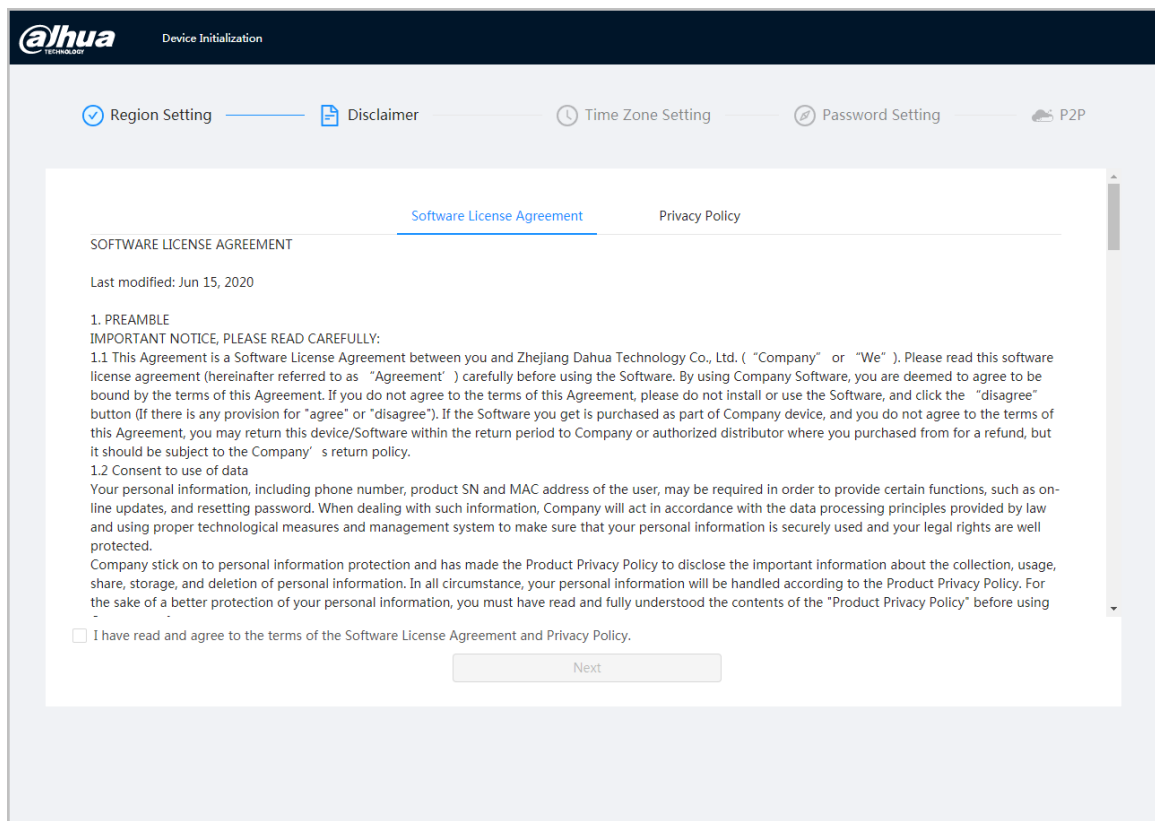 alhua
TECHNOLOGY
Device Initialization
Region Setting
Disclaimer
Time Zone Setting
Password Setting
P2P
Software License Agreement
Privacy Policy
SOFTWARE LICENSE AGREEMENT
Last modified: Jun 15, 2020
1. PREAMBLE
IMPORTANT NOTICE, PLEASE READ CAREFULLY:
1.1 This Agreement is a Software License Agreement between you and Zhejiang Dahua Technology Co., Ltd. ( “Company” or “We” ). Please read this software
license agreement (hereinafter referred to as “Agreement’ ) carefully before using the Software. By using Company Software, you are deemed to agree to be
bound by the terms of this Agreement. If you do not agree to the terms of this Agreement, please do not install or use the Software, and click the “disagree”
button (If there is any provision for "agree" or "disagree"). If the Software you get is purchased as part of Company device, and you do not agree to the terms of
this Agreement, you may return this device/Software within the return period to Company or authorized distributor where you purchased from for a refund, but
it should be subject to the Company’ s return policy.
1.2 Consent to use of data
Your personal information, including phone number, product SN and MAC address of the user, may be required in order to provide certain functions, such as on-
line updates, and resetting password. When dealing with such information, Company will act in accordance with the data processing principles provided by law
and using proper technological measures and management system to make sure that your personal information is securely used and your legal rights are well
protected.
Company stick on to personal information protection and has made the Product Privacy Policy to disclose the important information about the collection, usage,
share, storage, and deletion of personal information. In all circumstance, your personal information will be handled according to the Product Privacy Policy. For
the sake of a better protection of your personal information, you must have read and fully understood the contents of the "Product Privacy Policy" before using
I have read and agree to the terms of the Software License Agreement and Privacy Policy.
Next